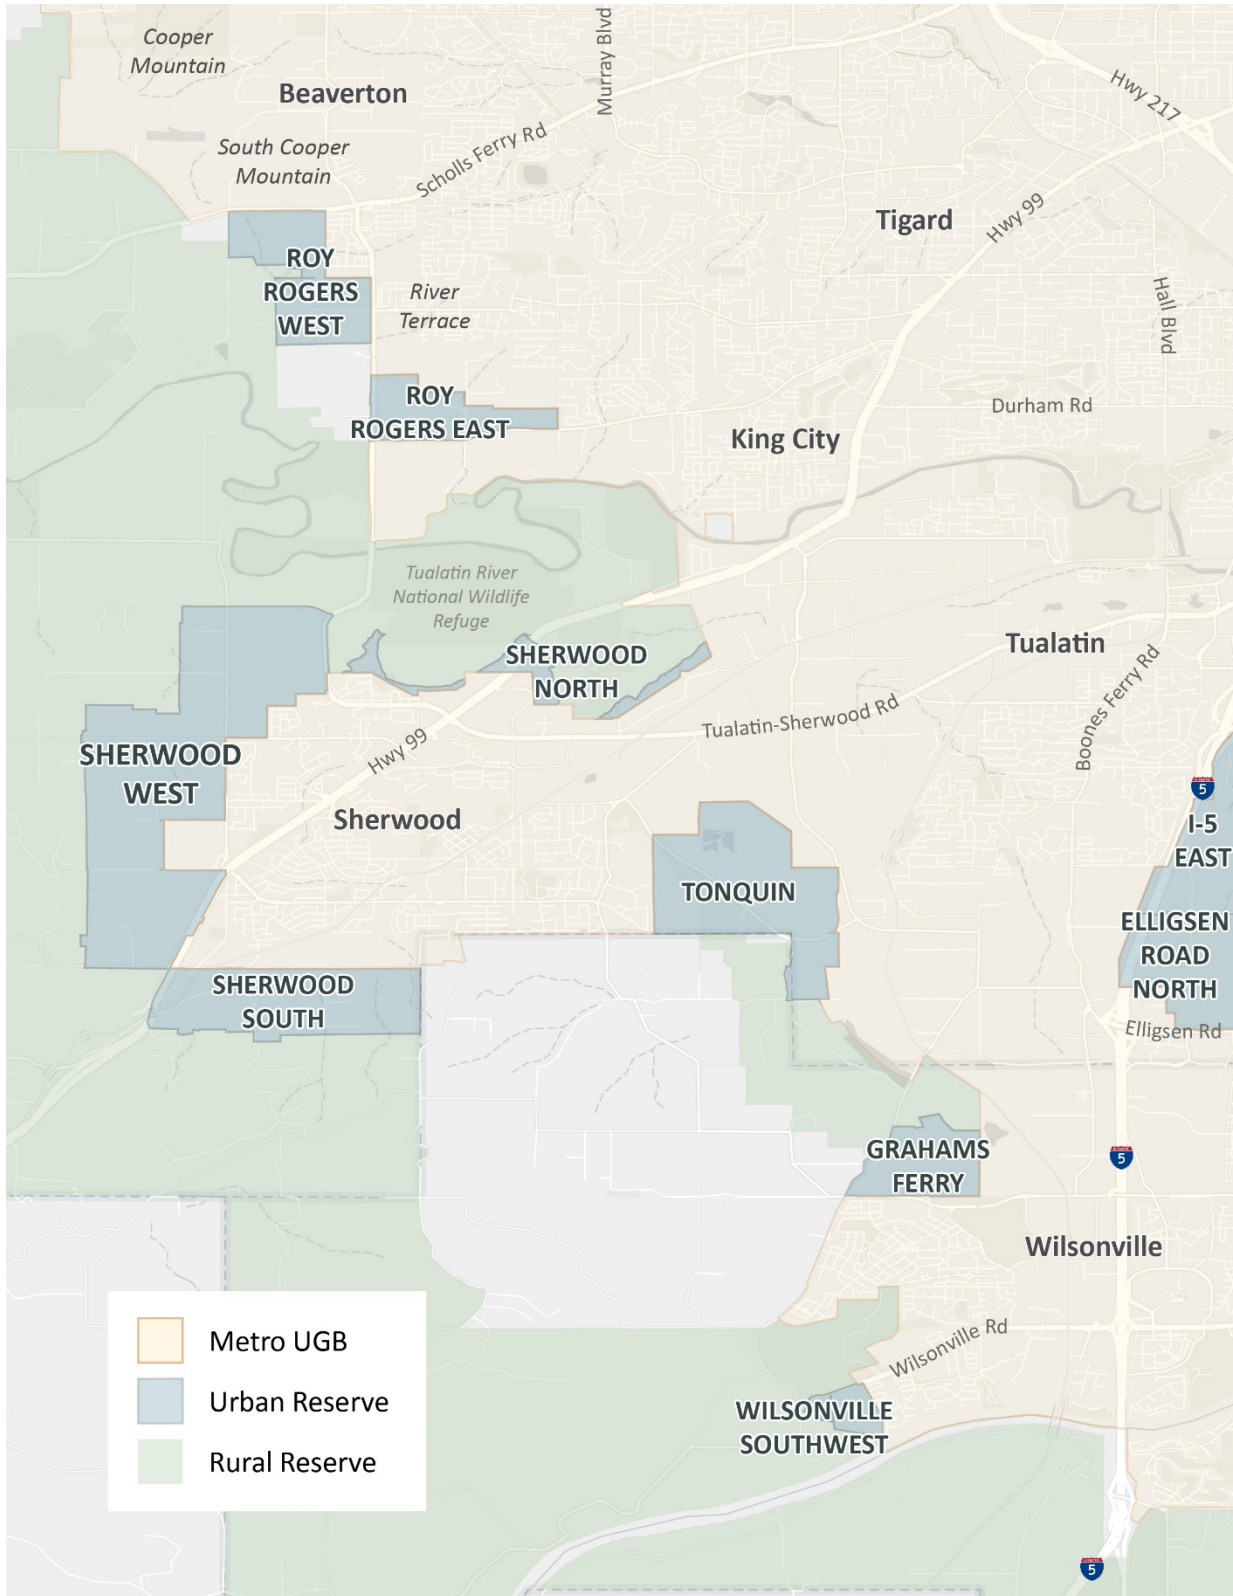 Cooper
Mountain
Beaverton
Murray Blvd
Hwy 217
South Cooper
Mountain
Scholls Ferry Rd
Tigard
Hwy 99
ROY
ROGERS
WEST
River
Terrace
Hall Blvd
ROY
ROGERS EAST
Durham Rd
King City
Tualatin River
National Wildlife
Refuge
SHERWOOD
NORTH
Tualatin
Boones Ferry Rd
Tualatin-Sherwood Rd
SHERWOOD
WEST
Hwy 99
Sherwood
5
I-5
EAST
TONQUIN
ELLIGSEN
ROAD
NORTH
SHERWOOD
SOUTH
Elligsen Rd
GRAHAMS
FERRY
5
Wilsonville
Wilsonville Rd
WILSONVILLE
SOUTHWEST
Metro UGB
Urban Reserve
Rural Reserve
5